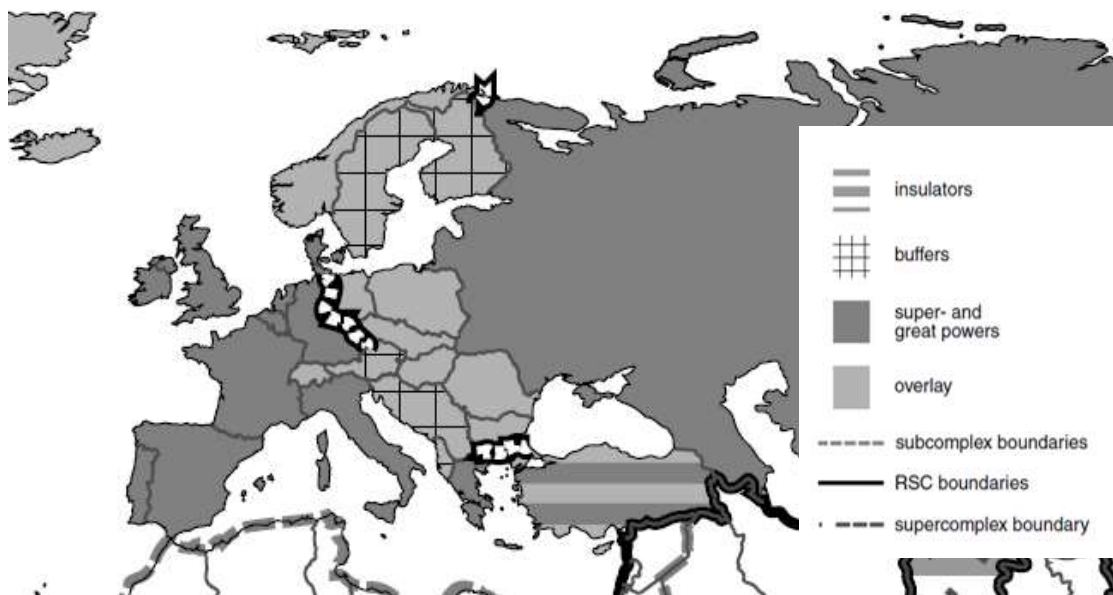 insulators
buffers
super- and
great powers
overlay
subcomplex boundaries
RSC boundaries
supercomplex boundary